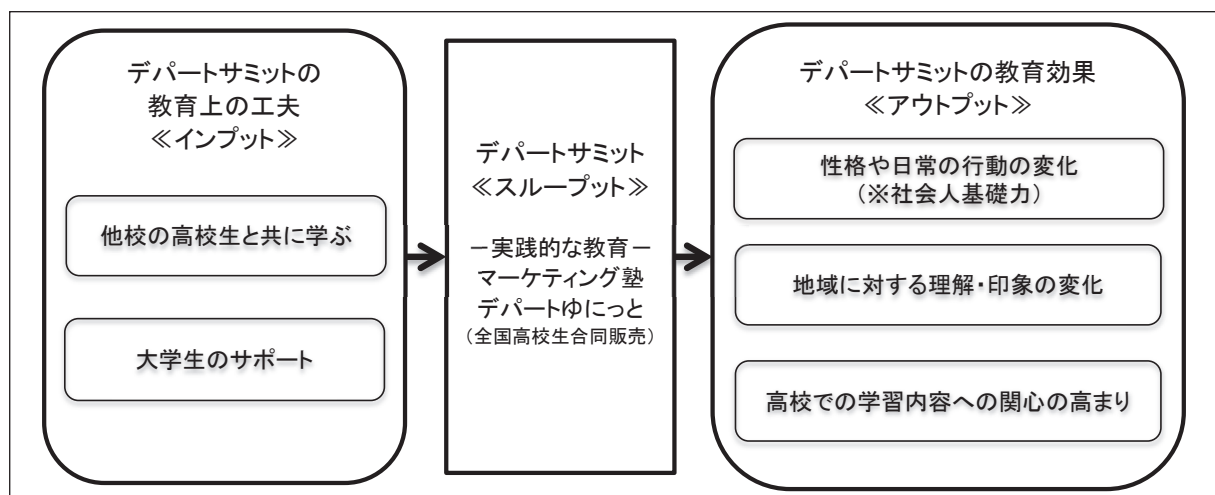 デパートサミットの
教育上の工夫
≪インプット≫
他校の高校生と共に学ぶ
大学生のサポート
デパートサミット
≪スループット≫
－実践的な教育－
マーケティング塾
デパートゆにっと
（全国高校生合同販売）
デパートサミットの教育効果
≪アウトプット≫
性格や日常の行動の変化
（※社会人基礎力）
地域に対する理解・印象の変化
高校での学習内容への関心の高まり